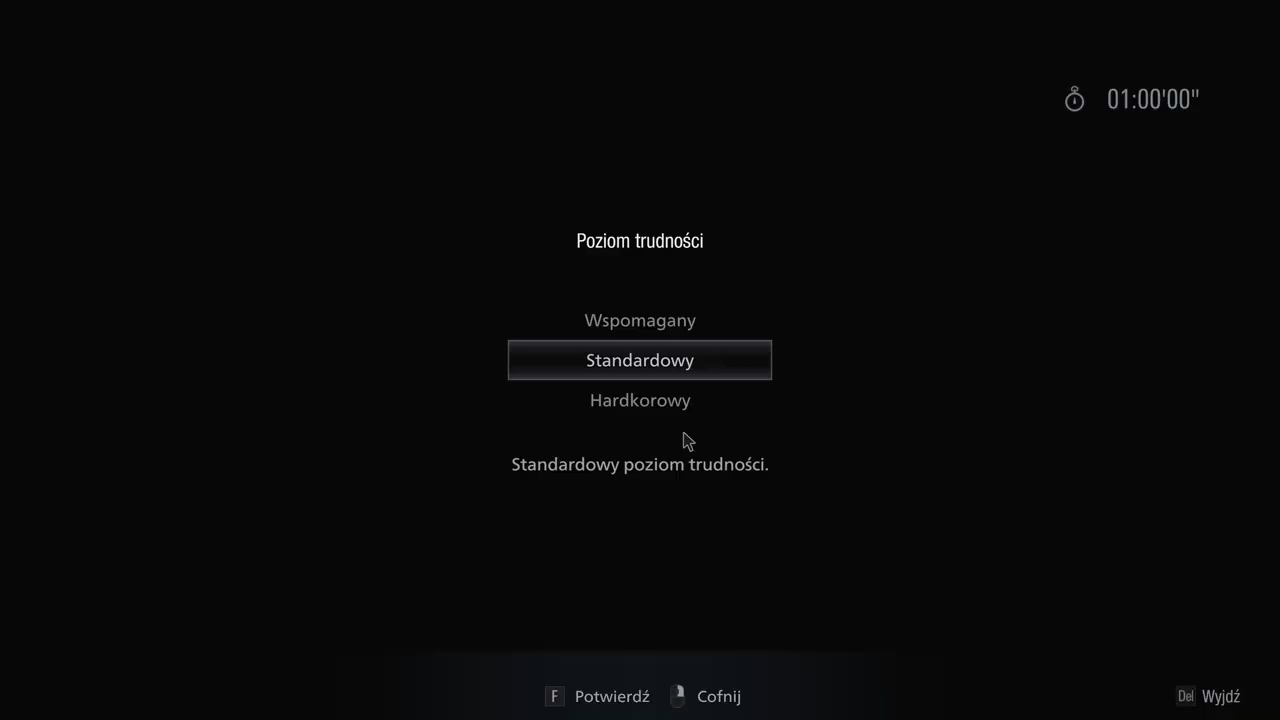 01:00'00"
Poziom trudności
Wspomagany
Standardowy
Hardkorowy
Standardowy poziom trudności.
F Potwierdź Cofnij
Del Wyjdź